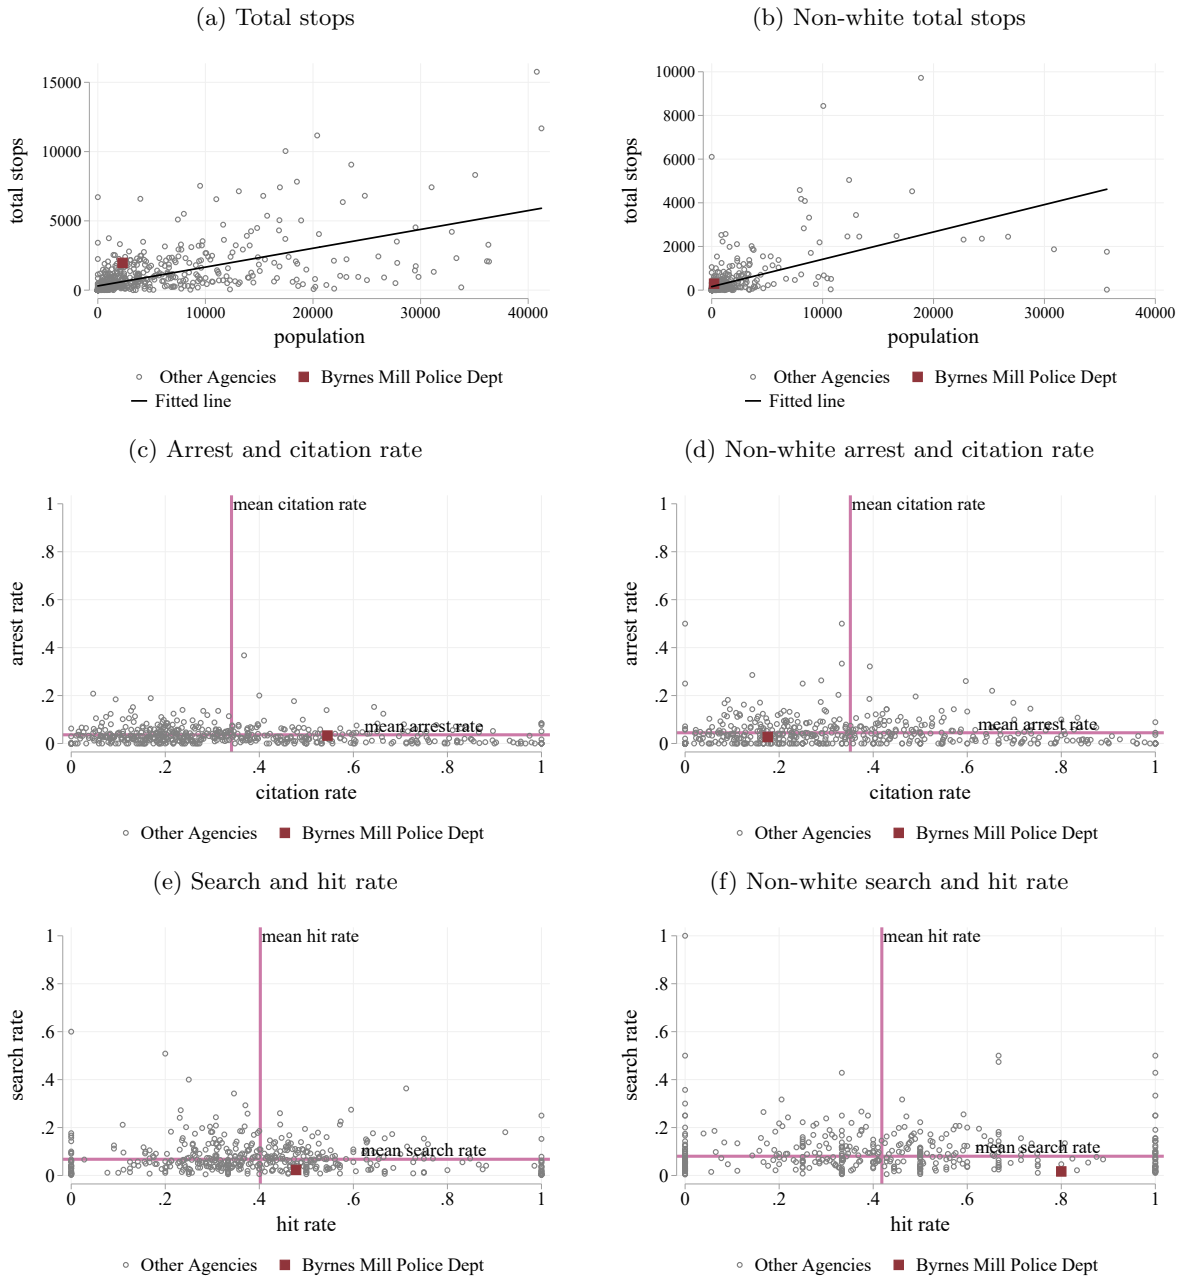 (a) Total stops
(b) Non-white total stops
15000
10000
5000
0
total stops
0 10000 20000 30000 40000
population
10000
8000
6000
4000
2000
0
total stops
0 10000 20000 30000 40000
population
Other Agencies Byrnes Mill Police Dept
Fitted line
Other Agencies Byrnes Mill Police Dept
Fitted line
(c) Arrest and citation rate
(d) Non-white arrest and citation rate
mean citation rate
1
.8
.6
.4
.2
0
arrest rate
mean arrest rate
0 .2 .4 .6 .8 1
citation rate
mean citation rate
1
.8
.6
.4
.2
0
arrest rate
mean arrest rate
0 .2 .4 .6 .8 1
citation rate
Other Agencies Byrnes Mill Police Dept
Other Agencies Byrnes Mill Police Dept
(e) Search and hit rate
(f) Non-white search and hit rate
mean hit rate
1
.8
.6
.4
.2
0
search rate
mean search rate
0 .2 .4 .6 .8 1
hit rate
mean hit rate
1
.8
.6
.4
.2
0
search rate
mean search rate
0 .2 .4 .6 .8 1
hit rate
Other Agencies Byrnes Mill Police Dept
Other Agencies Byrnes Mill Police Dept